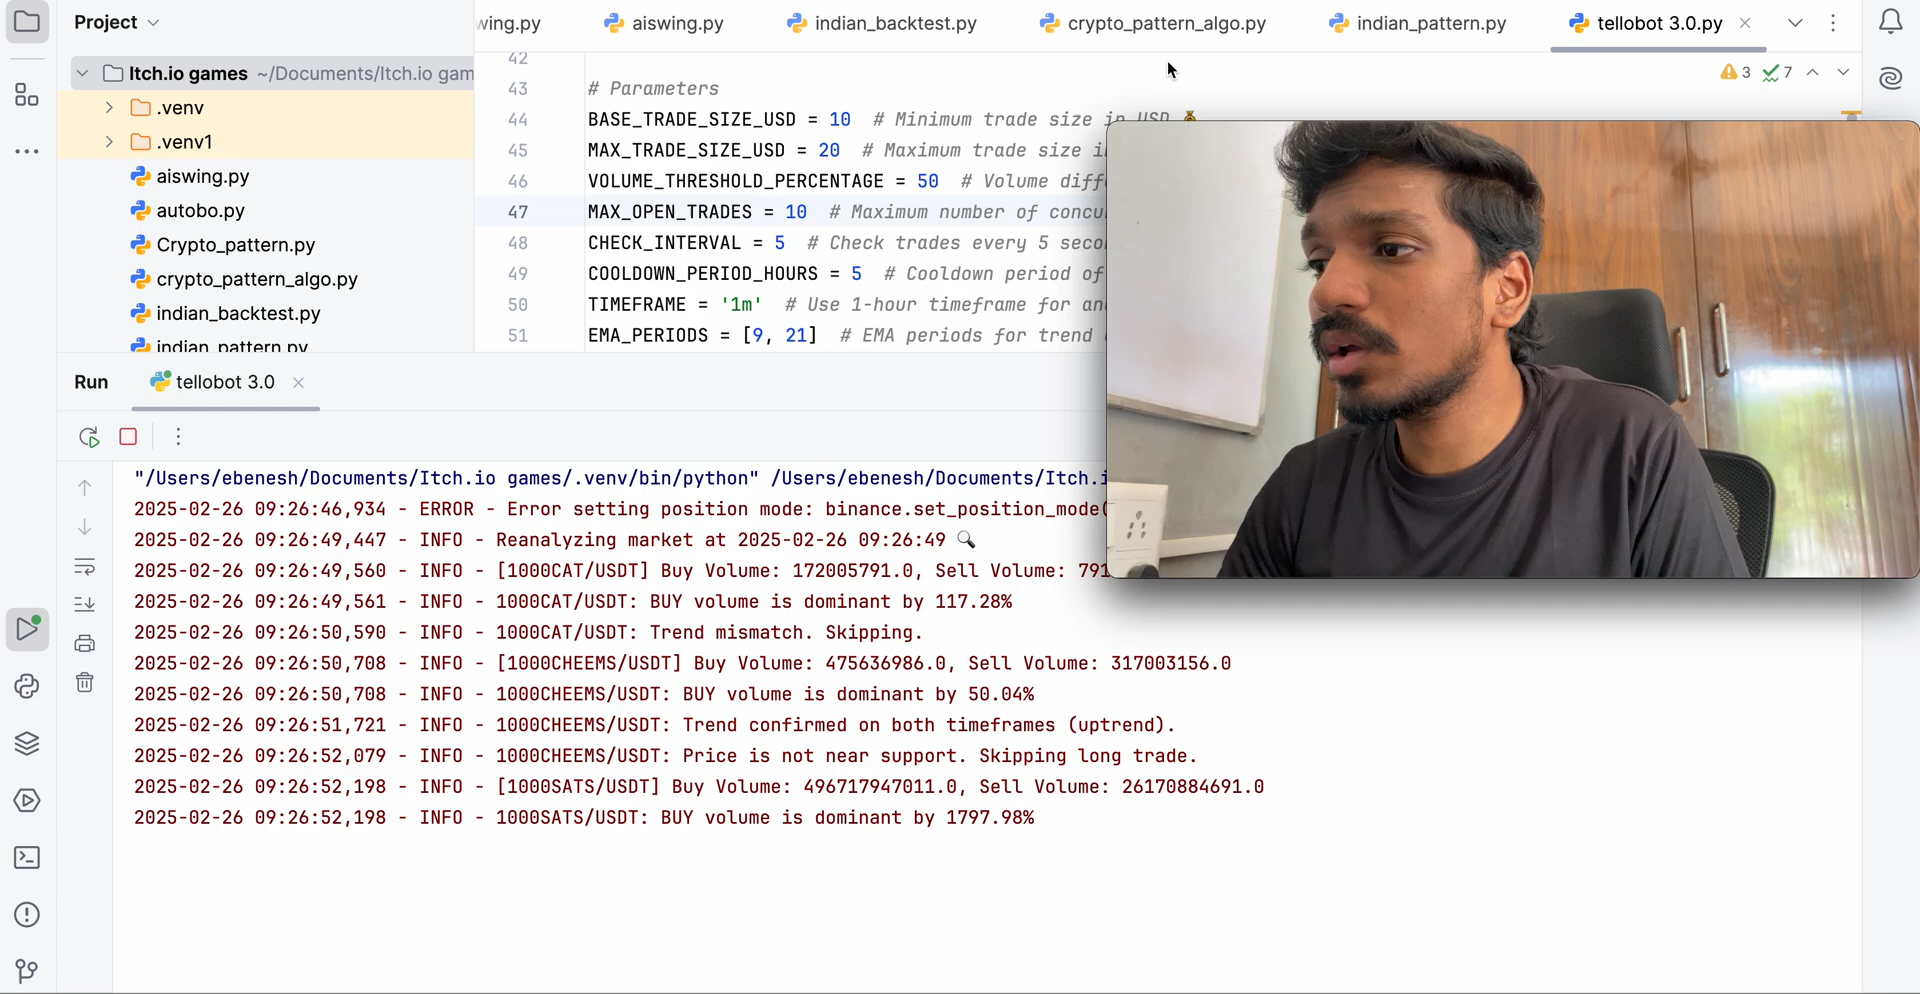 Project
wing.py
aiswing.py
indian_backtest.py
crypto_pattern_algo.py
indian_pattern.py
tellobot 3.0.py
Itch.io games ~/Documents/Itch.io gam
.venv
.venv1
aiswing.py
autobo.py
Crypto_pattern.py
crypto_pattern_algo.py
indian_backtest.py
indian_pattern.py
3 7
42
43 # Parameters
44 BASE_TRADE_SIZE_USD = 10 # Minimum trade size in USD 💰
45 MAX_TRADE_SIZE_USD = 20 # Maximum trade size i
46 VOLUME_THRESHOLD_PERCENTAGE = 50 # Volume diff
47 MAX_OPEN_TRADES = 10 # Maximum number of concu
48 CHECK_INTERVAL = 5 # Check trades every 5 seco
49 COOLDOWN_PERIOD_HOURS = 5 # Cooldown period of
50 TIMEFRAME = '1m' # Use 1-hour timeframe for an
51 EMA_PERIODS = [9, 21] # EMA periods for trend
Run
tellobot 3.0
"/Users/ebenesh/Documents/Itch.io games/.venv/bin/python" /Users/ebenesh/Documents/Itch.i
2025-02-26 09:26:46,934 - ERROR - Error setting position mode: binance.set_position_mode(
2025-02-26 09:26:49,447 - INFO - Reanalyzing market at 2025-02-26 09:26:49 🔍
2025-02-26 09:26:49,560 - INFO - [1000CAT/USDT] Buy Volume: 172005791.0, Sell Volume: 791
2025-02-26 09:26:49,561 - INFO - 1000CAT/USDT: BUY volume is dominant by 117.28%
2025-02-26 09:26:50,590 - INFO - 1000CAT/USDT: Trend mismatch. Skipping.
2025-02-26 09:26:50,708 - INFO - [1000CHEEMS/USDT] Buy Volume: 475636986.0, Sell Volume: 317003156.0
2025-02-26 09:26:50,708 - INFO - 1000CHEEMS/USDT: BUY volume is dominant by 50.04%
2025-02-26 09:26:51,721 - INFO - 1000CHEEMS/USDT: Trend confirmed on both timeframes (uptrend).
2025-02-26 09:26:52,079 - INFO - 1000CHEEMS/USDT: Price is not near support. Skipping long trade.
2025-02-26 09:26:52,198 - INFO - [1000SATS/USDT] Buy Volume: 496717947011.0, Sell Volume: 26170884691.0
2025-02-26 09:26:52,198 - INFO - 1000SATS/USDT: BUY volume is dominant by 1797.98%